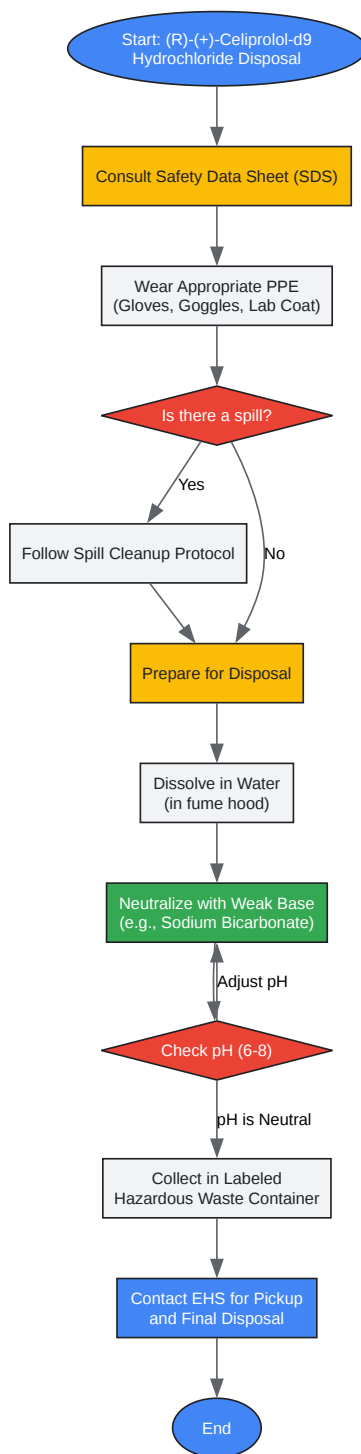 Start: (R)-(+)-Celiprolol-d9
Hydrochloride Disposal
Consult Safety Data Sheet (SDS)
Wear Appropriate PPE
(Gloves, Goggles, Lab Coat)
Is there a spill?
Yes
Follow Spill Cleanup Protocol
No
Prepare for Disposal
Dissolve in Water
(in fume hood)
Neutralize with Weak Base
(e.g., Sodium Bicarbonate)
Adjust pH
Check pH (6-8)
pH is Neutral
Collect in Labeled
Hazardous Waste Container
Contact EHS for Pickup
and Final Disposal
End